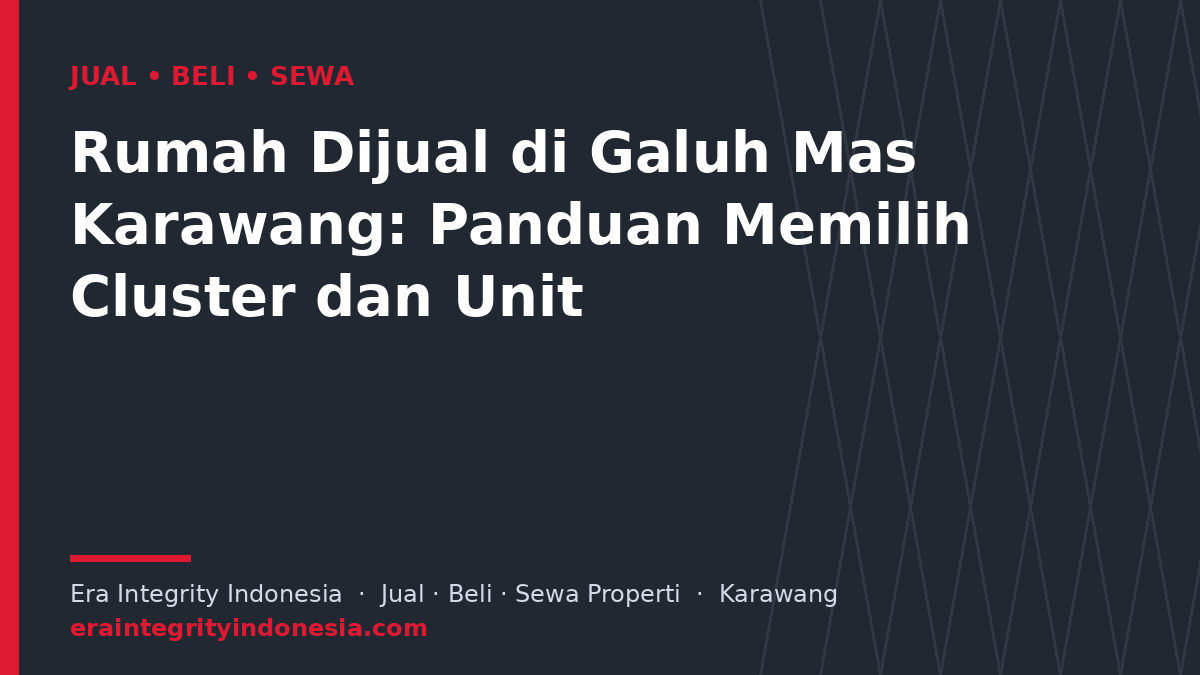 JUAL • BELI • SEWA
Rumah Dijual di Galuh Mas
Karawang: Panduan Memilih
Cluster dan Unit
Era Integrity Indonesia · Jual · Beli · Sewa Properti · Karawang
eraintegrityindonesia.com